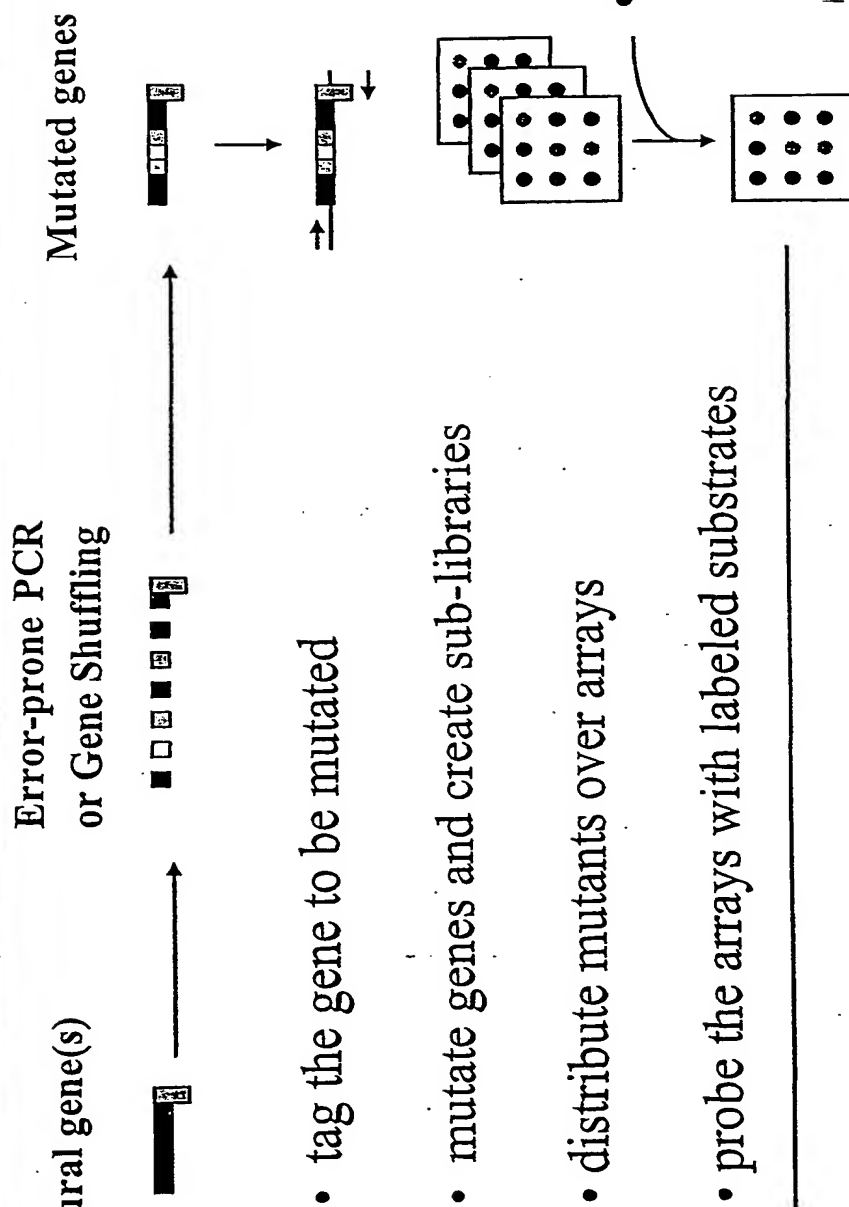 ural gene(s)
Error-prone PCR
or Gene Shuffling
Mutated genes
• tag the gene to be mutated
• mutate genes and create sub-libraries
• distribute mutants over arrays
• probe the arrays with labeled substrates